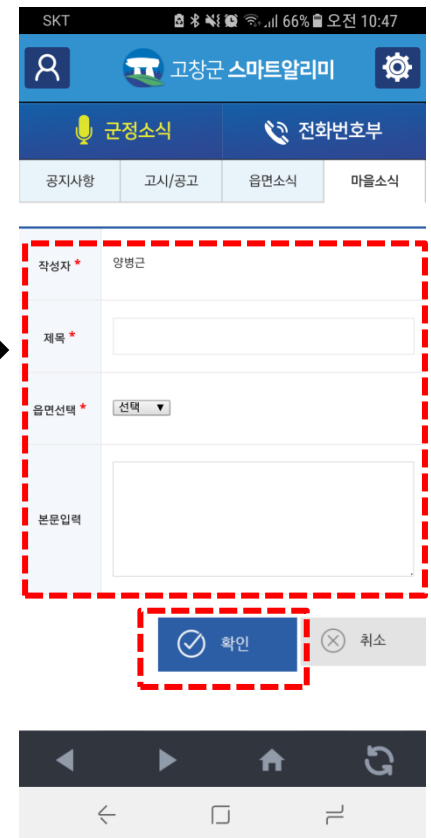 SKT 66% 오전 10:47
고창군 스마트알리미
군정소식 전화번호부
공지사항 고시/공고 읍면소식 마을소식
작성자 * 양병근
제목 *
읍면선택 * 선택 ▼
본문입력
확인 취소